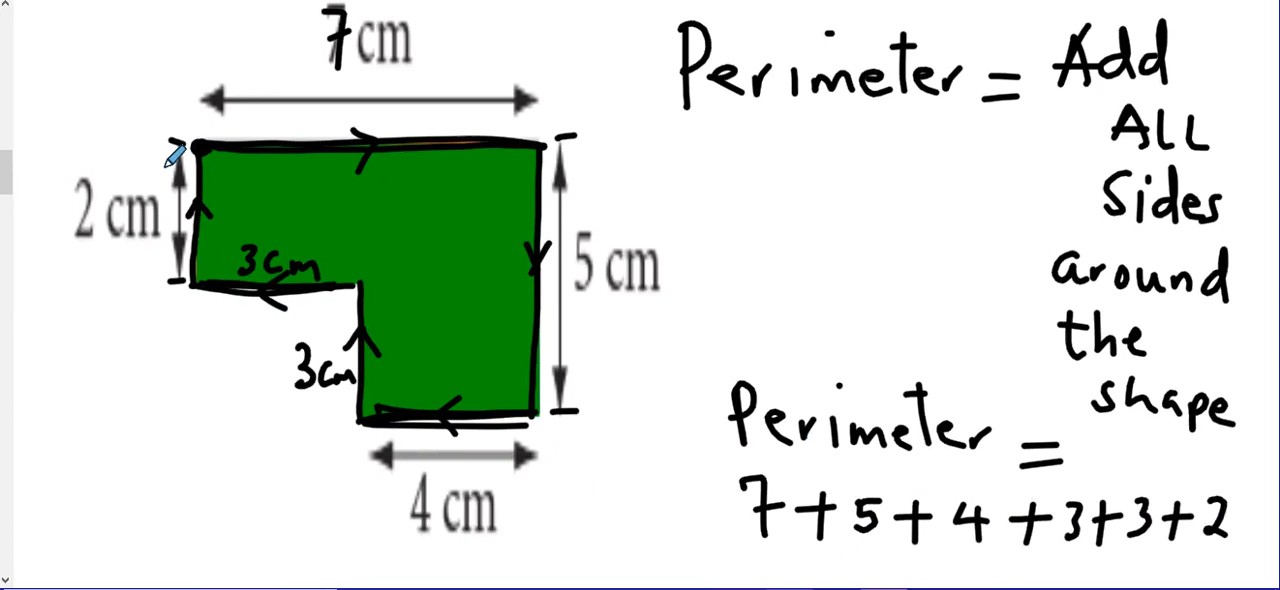 7cm
2 cm
3cm
5 cm
3cm
4 cm
Perimeter = Add
ALL
Sides
around
the
shape
Perimeter =
7+5+4+3+3+2